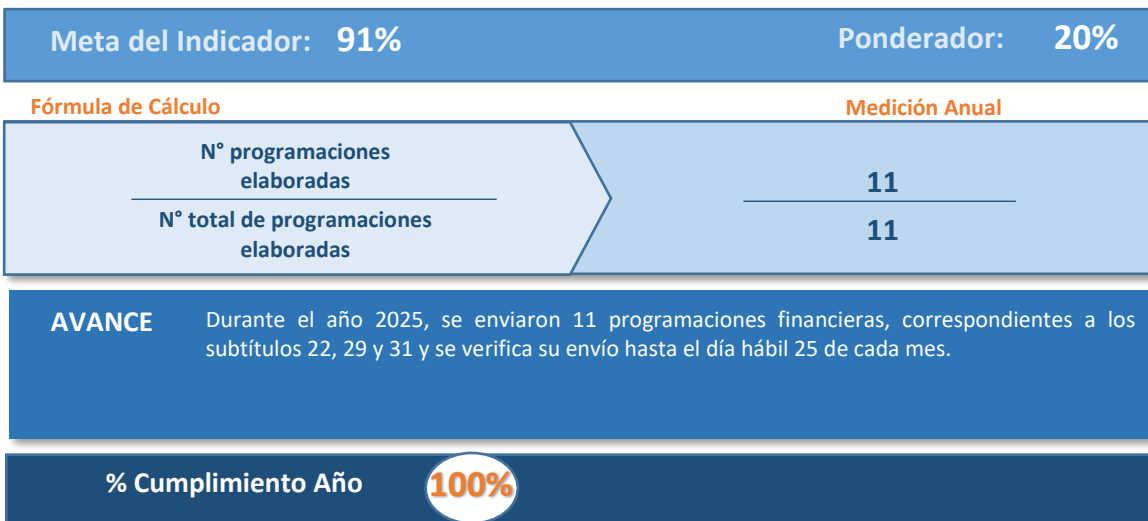 Meta del Indicador: 91%
Ponderador: 20%
Fórmula de Cálculo
Medición Anual
N° programaciones
elaboradas
N° total de programaciones
elaboradas
11
11
AVANCE
Durante el año 2025, se enviaron 11 programaciones financieras, correspondientes a los
subtítulos 22, 29 y 31 y se verifica su envío hasta el día hábil 25 de cada mes.
% Cumplimiento Año
100%